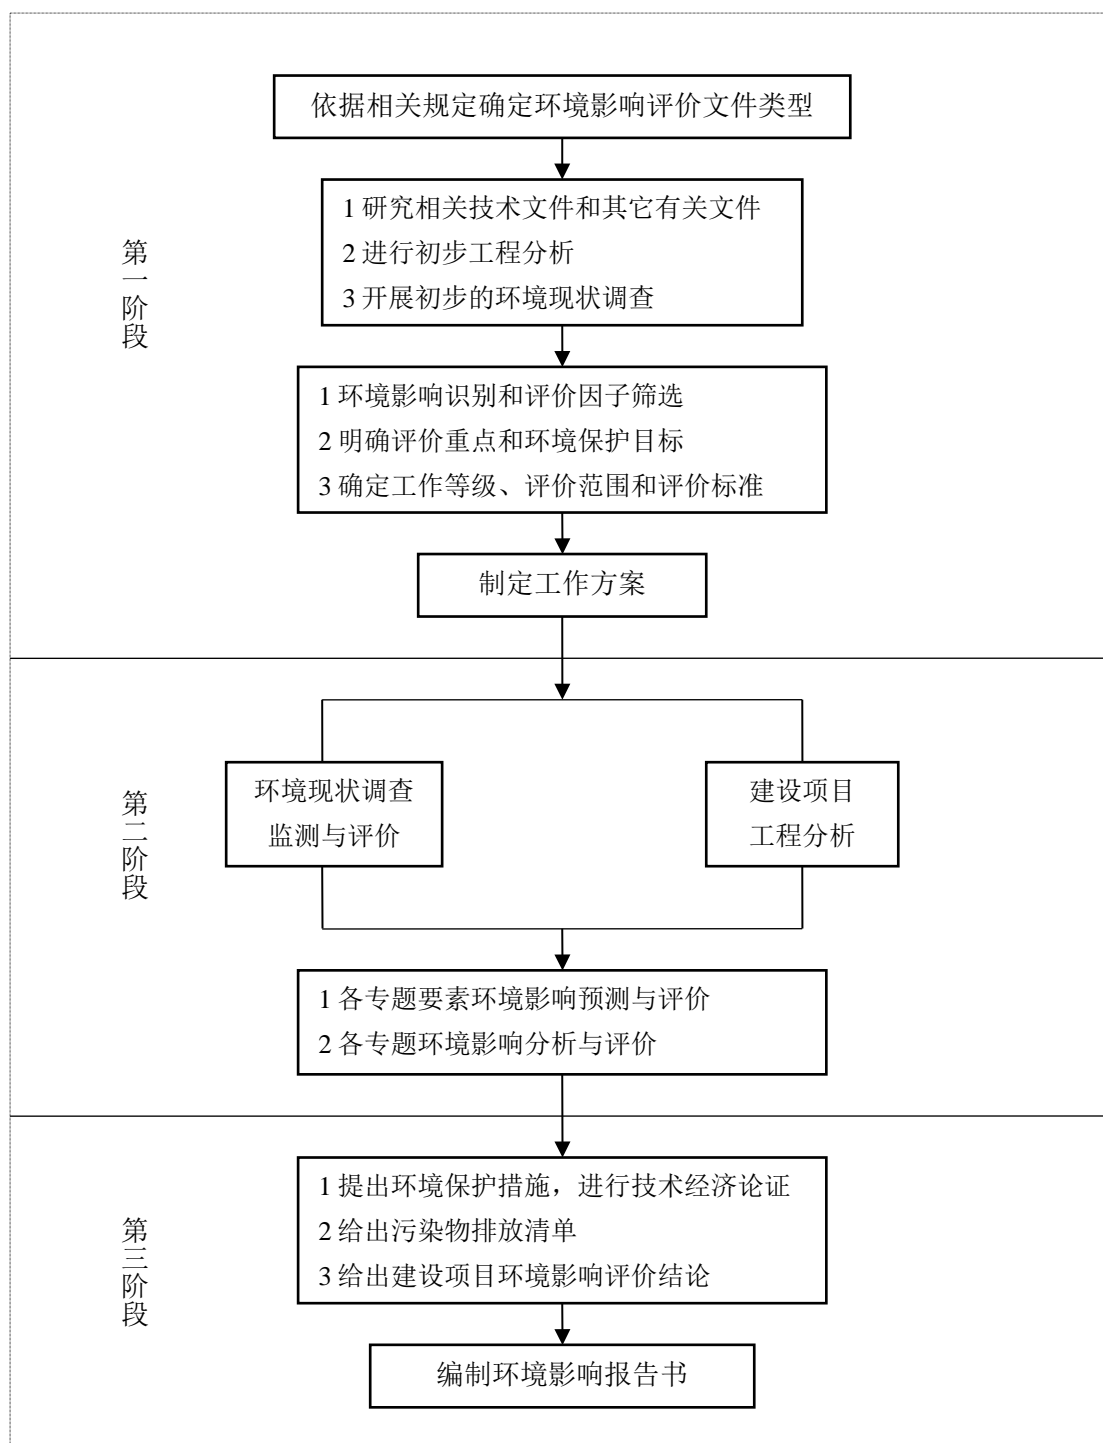 依据相关规定确定环境影响评价文件类型
第一阶段
1 研究相关技术文件和其它有关文件
2 进行初步工程分析
3 开展初步的环境现状调查
1 环境影响识别和评价因子筛选
2 明确评价重点和环境保护目标
3 确定工作等级、评价范围和评价标准
制定工作方案
第二阶段
环境现状调查
监测与评价
建设项目
工程分析
1 各专题要素环境影响预测与评价
2 各专题环境影响分析与评价
第三阶段
1 提出环境保护措施，进行技术经济论证
2 给出污染物排放清单
3 给出建设项目环境影响评价结论
编制环境影响报告书